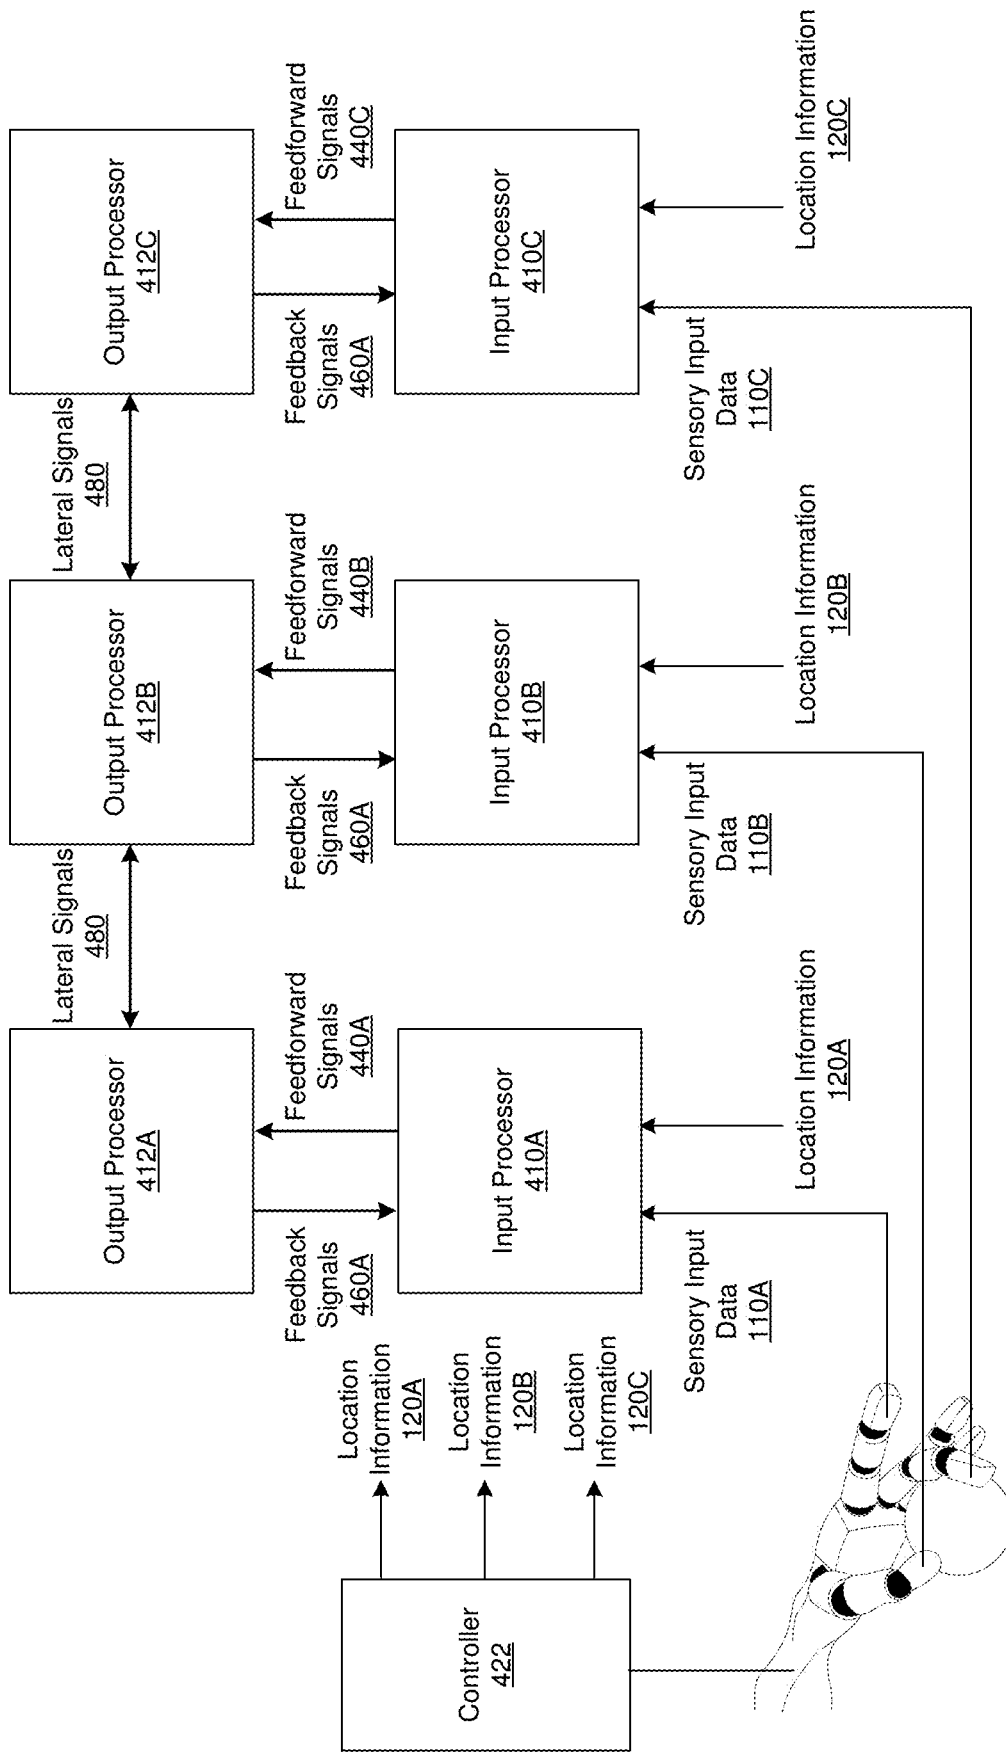 Output Processor
412A
Lateral Signals
480
Output Processor
412B
Lateral Signals
480
Output Processor
412C
Feedback
Signals
460A
Feedforward
Signals
440A
Feedback
Signals
460A
Feedforward
Signals
440B
Feedback
Signals
460A
Feedforward
Signals
440C
Controller
422
Location
Information
120A
Location
Information
120B
Location
Information
120C
Input Processor
410A
Input Processor
410B
Input Processor
410C
Sensory Input
Data
110A
Location Information
120A
Sensory Input
Data
110B
Location Information
120B
Sensory Input
Data
110C
Location Information
120C